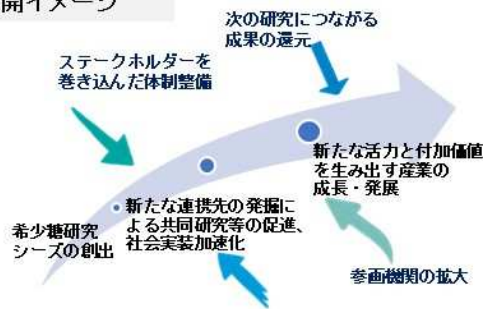 開イメージ
次の研究につながる
成果の還元
ステークホルダーを
巻き込んだ体制整備
新たな活力と付加価値
を生み出す産業の
成長・発展
新たな連携先の発掘に
よる共同研究等の促進、
社会実装加速化
希少糖研究
シーズの創出
参画機関の拡大